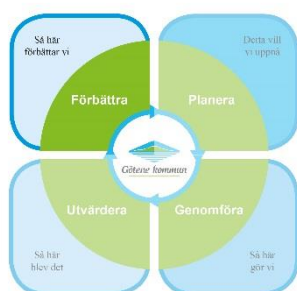 Så här
förbättrar vi
Detta vill
vi uppnå
Förbättra
Planera
Götene kommun
Utvärdera
Genomföra
Så här
blev det
Så här
gör vi